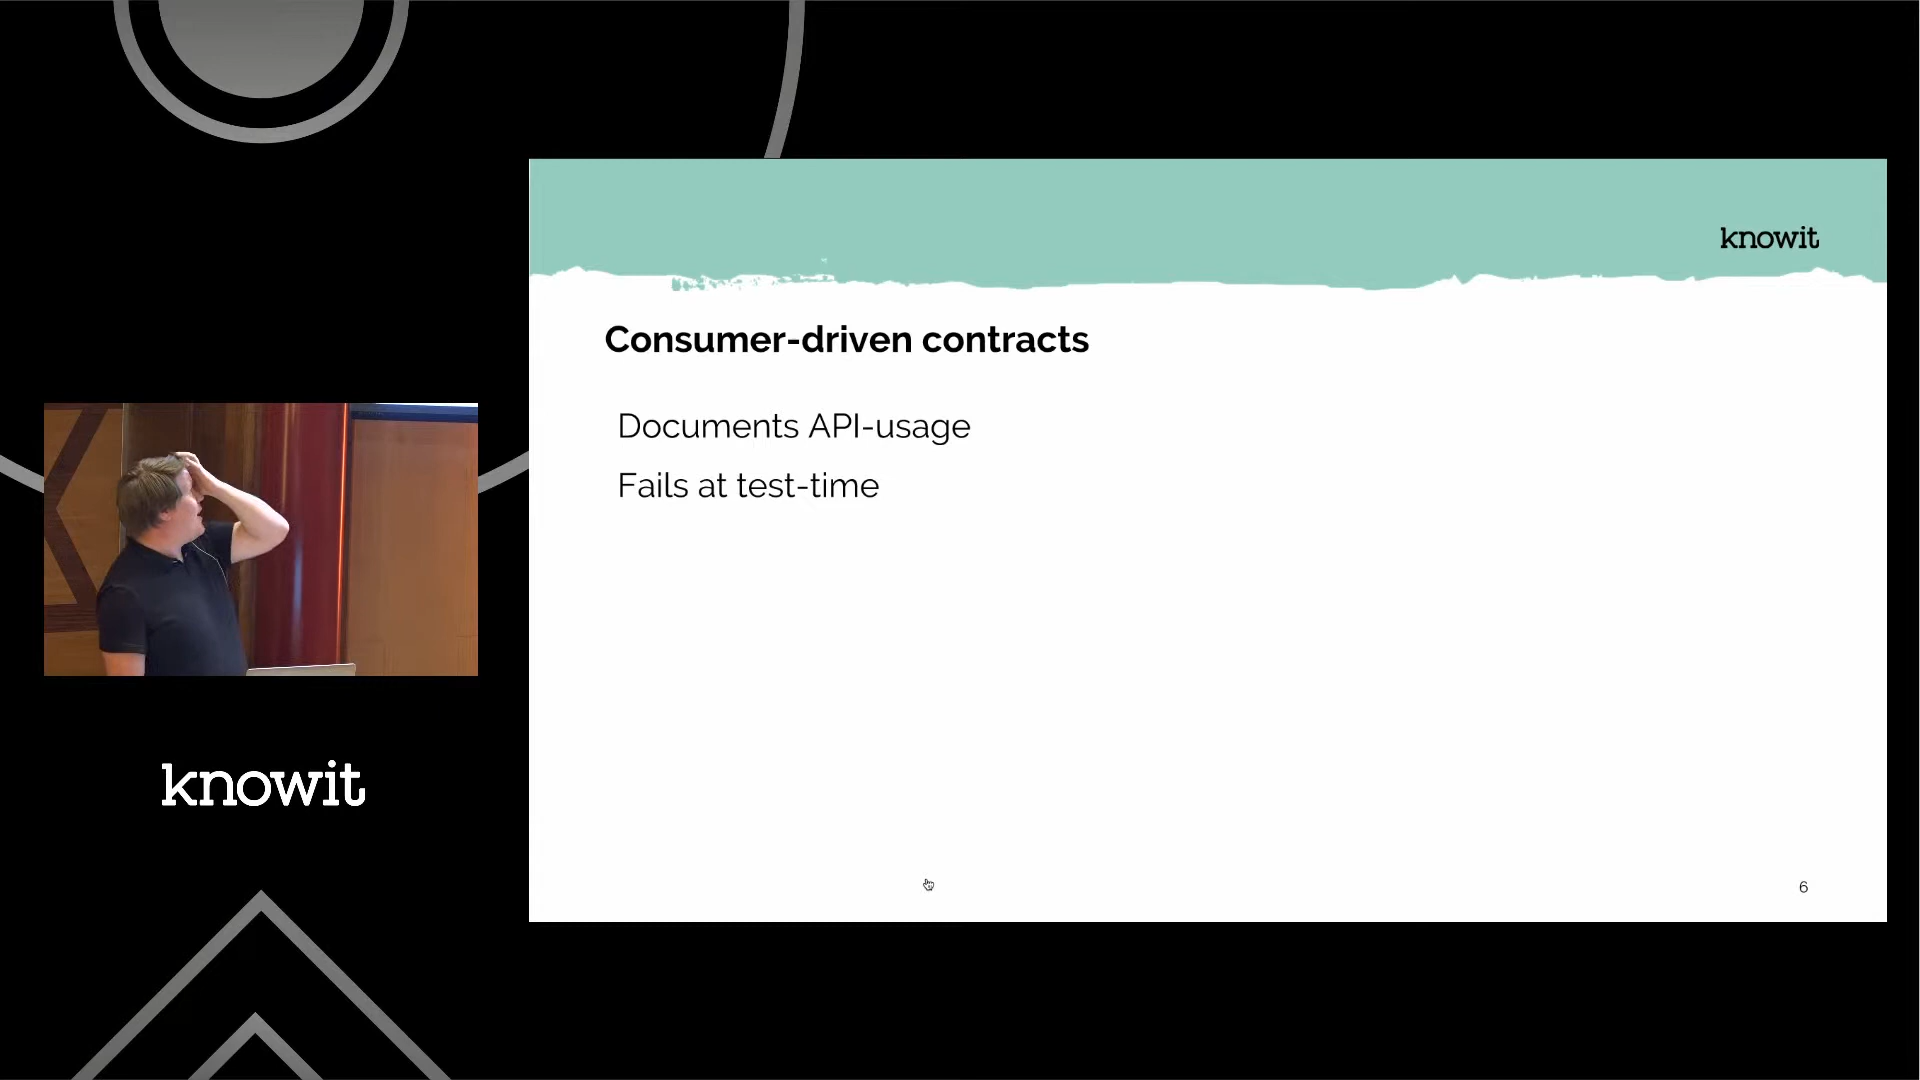 knowit
Consumer-driven contracts
Documents API-usage
Fails at test-time
6
knowit